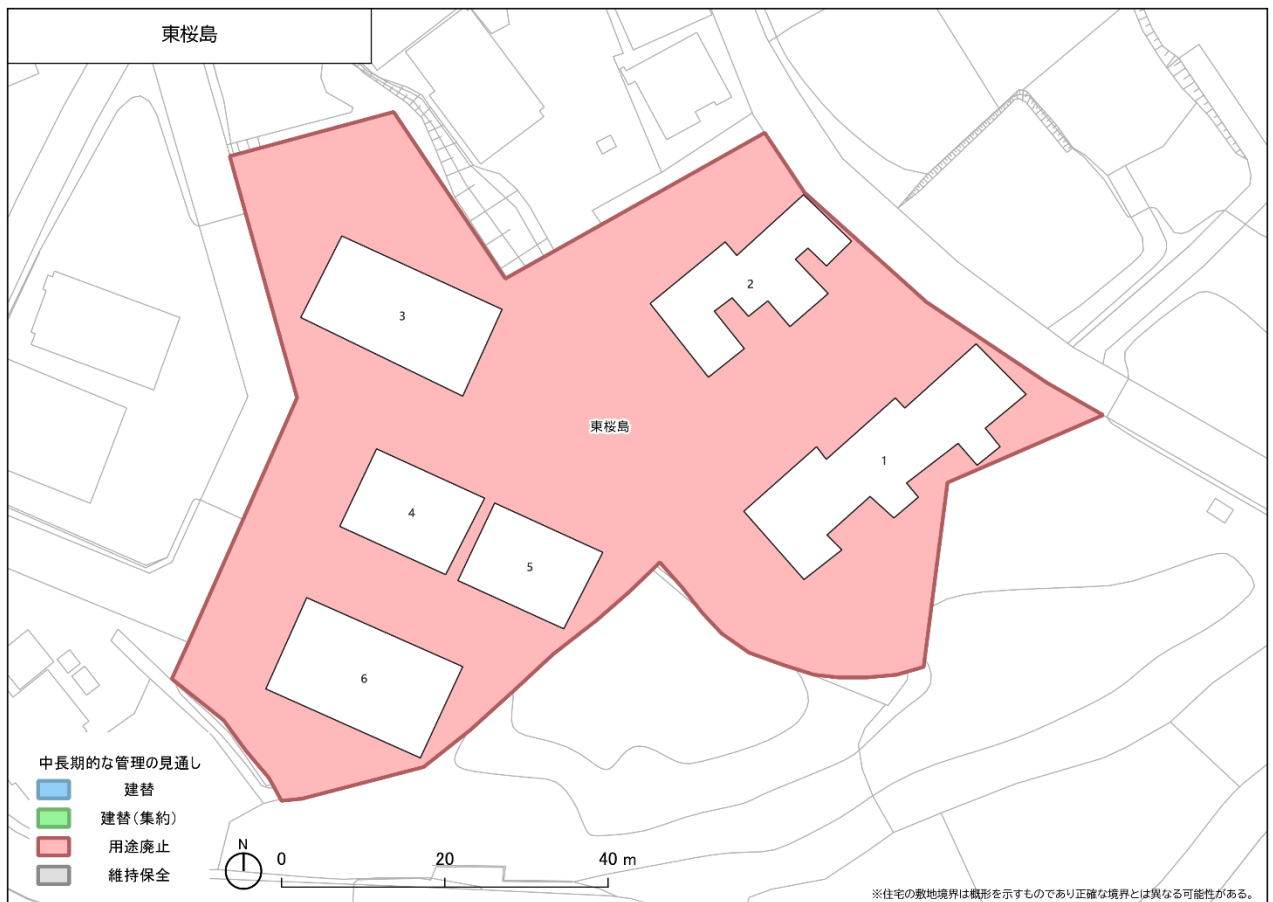 東桜島
3
2
東桜島
1
4
5
6
中長期的な管理の見通し
建替
建替(集約)
用途廃止
維持保全
N
0 20 40 m
※住宅の敷地境界は概形を示すものであり正確な境界とは異なる可能性がある。